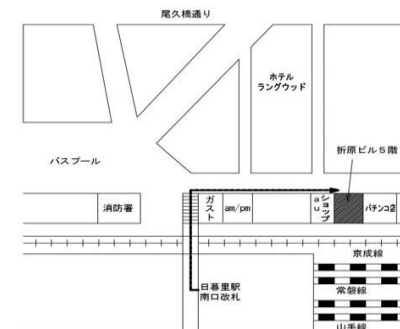 尾久橋通り
ホテル
ラングウッド
折原ビル５階
バスプール
消防署
ガスト
am/pm
auショップ
パチンコ店
京成線
日暮里駅
南口改札
常磐線
山手線